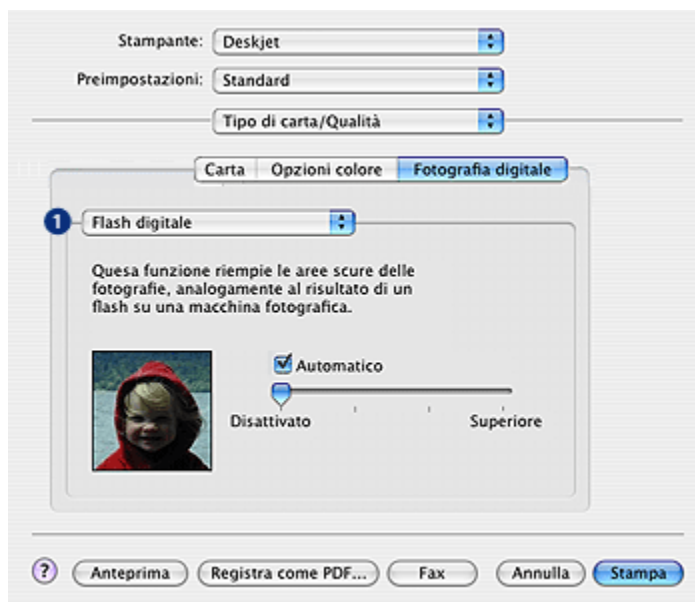 Stampante: Deskjet
Preimpostazioni: Standard
Tipo di carta/Qualità
Carta Opzioni colore Fotografia digitale
1 Flash digitale
Quesa funzione riempie le aree scure delle
fotografie, analogamente al risultato di un
flash su una macchina fotografica.
Automatico
Disattivato Superiore
? Anteprima Registra come PDF... Fax Annulla Stampa